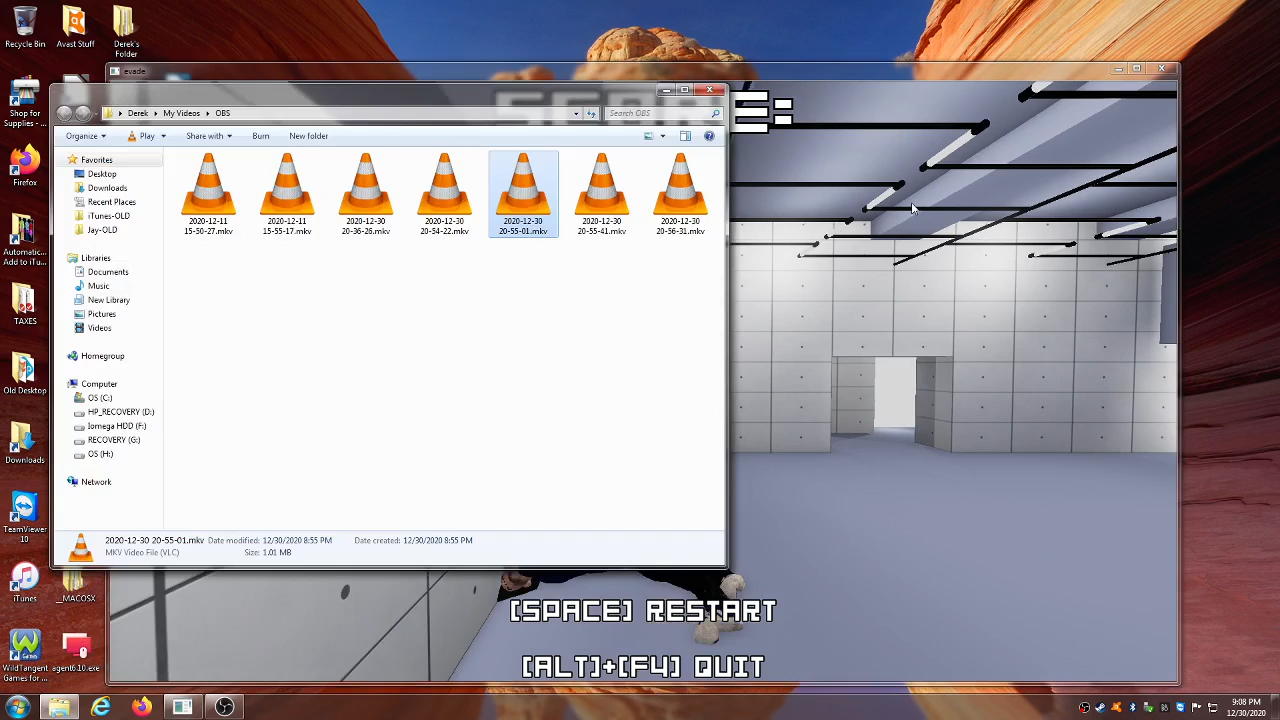 Recycle Bin
Avast Stuff
Derek's
Folder
Shop for
Supplies - ...
Firefox
Automatic...
Add to iTu...
TAXES
Old Desktop
Downloads
TeamViewer
10
iTunes
__MACOSX
WildTangent
Games for ...
agent6.10.exe
evade
Derek
My Videos
OBS
Search OBS
Organize
Play
Share with
Burn
New folder
Favorites
Desktop
Downloads
Recent Places
iTunes-OLD
Jay-OLD
Libraries
Documents
Music
New Library
Pictures
Videos
Homegroup
Computer
OS (C:)
HP_RECOVERY (D:)
Iomega HDD (F:)
RECOVERY (G:)
OS (H:)
Network
2020-12-11
15-50-27.mkv
2020-12-11
15-55-17.mkv
2020-12-30
20-36-26.mkv
2020-12-30
20-54-22.mkv
2020-12-30
20-55-01.mkv
2020-12-30
20-55-41.mkv
2020-12-30
20-56-31.mkv
2020-12-30 20-55-01.mkv Date modified: 12/30/2020 8:55 PM Date created: 12/30/2020 8:55 PM
MKV Video File (VLC) Size: 1.01 MB
[SPACE] RESTART
[ALT]+[F4] QUIT
9:08 PM
12/30/2020